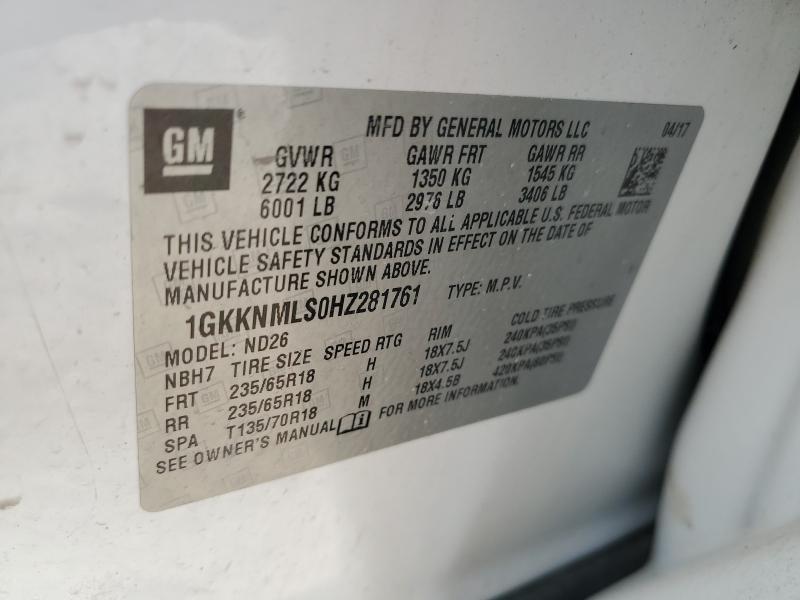 GM
MFD BY GENERAL MOTORS LLC 04/17
GVWR GAWR FRT GAWR RR
2722 KG 1350 KG 1545 KG
6001 LB 2976 LB 3406 LB
THIS VEHICLE CONFORMS TO ALL APPLICABLE U.S. FEDERAL MOTOR
VEHICLE SAFETY STANDARDS IN EFFECT ON THE DATE OF
MANUFACTURE SHOWN ABOVE.
1GKKNMLS0HZ281761 TYPE: M.P.V.
MODEL: ND26
NBH7 TIRE SIZE SPEED RTG RIM COLD TIRE PRESSURE
FRT 235/65R18 H 18X7.5J 240KPA(35PSI)
RR 235/65R18 H 18X7.5J 240KPA(35PSI)
SPA T135/70R18 M 18X4.5B 420KPA(60PSI)
SEE OWNER'S MANUAL FOR MORE INFORMATION.